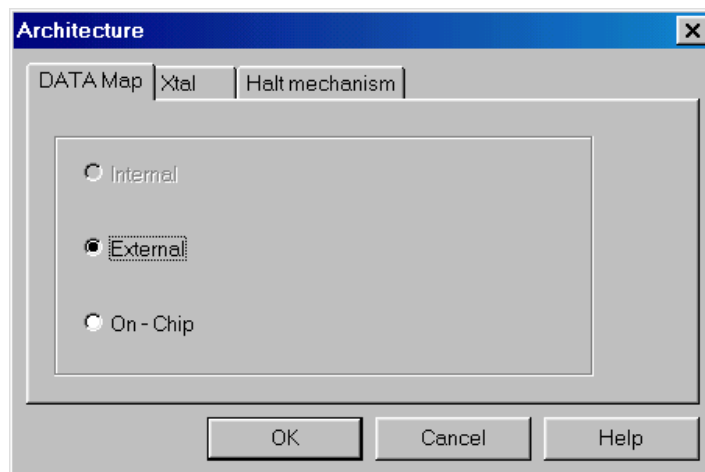 Architecture
DATA Map Xtal Halt mechanism
Internal
External
On - Chip
OK Cancel Help